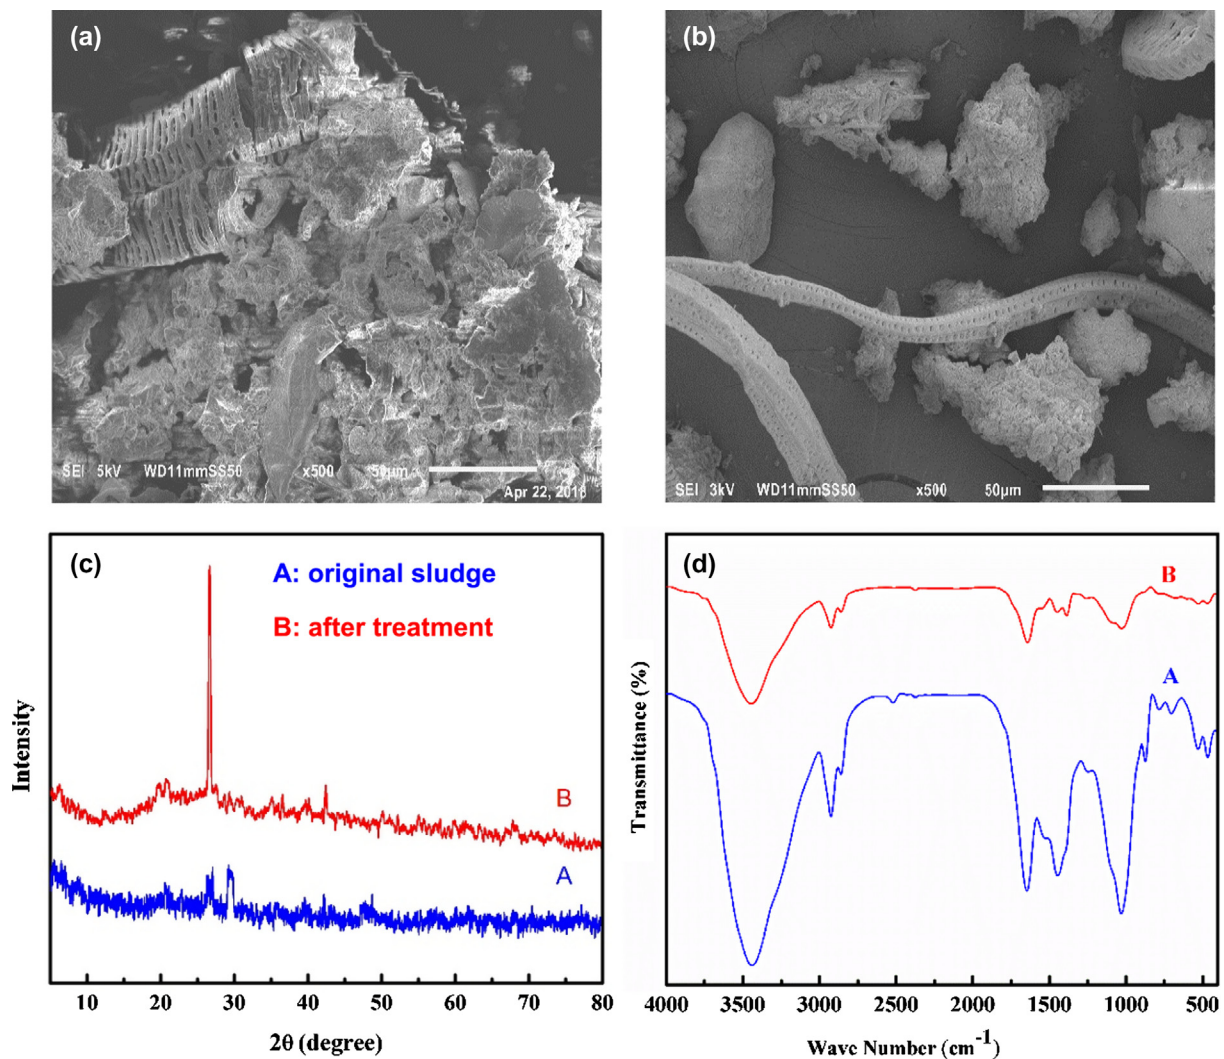 (a)
SEI 5kV WD11mmSS50 x500 50µm
Apr 22, 2018
(b)
SEI 3kV WD11mmSS50 x500 50µm
(c)
A: original sludge
B: after treatment
B
A
Intensity
10 20 30 40 50 60 70 80
2θ (degree)
(d)
B
A
Transmittance (%)
4000 3500 3000 2500 2000 1500 1000 500
Wave Number (cm-1)